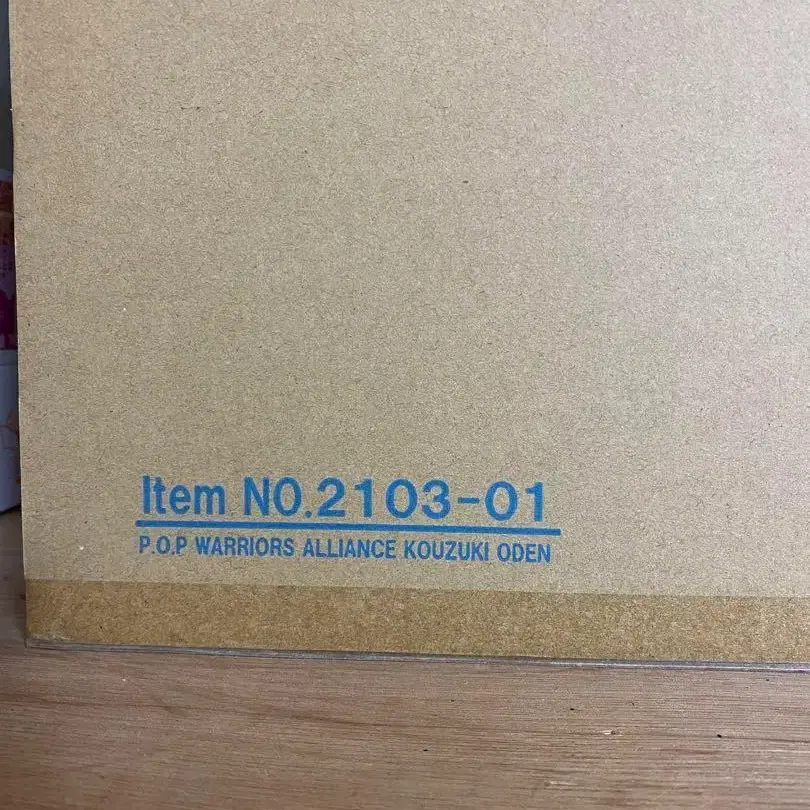 Item NO.2103-01
P.O.P WARRIORS ALLIANCE KOUZUKI ODEN